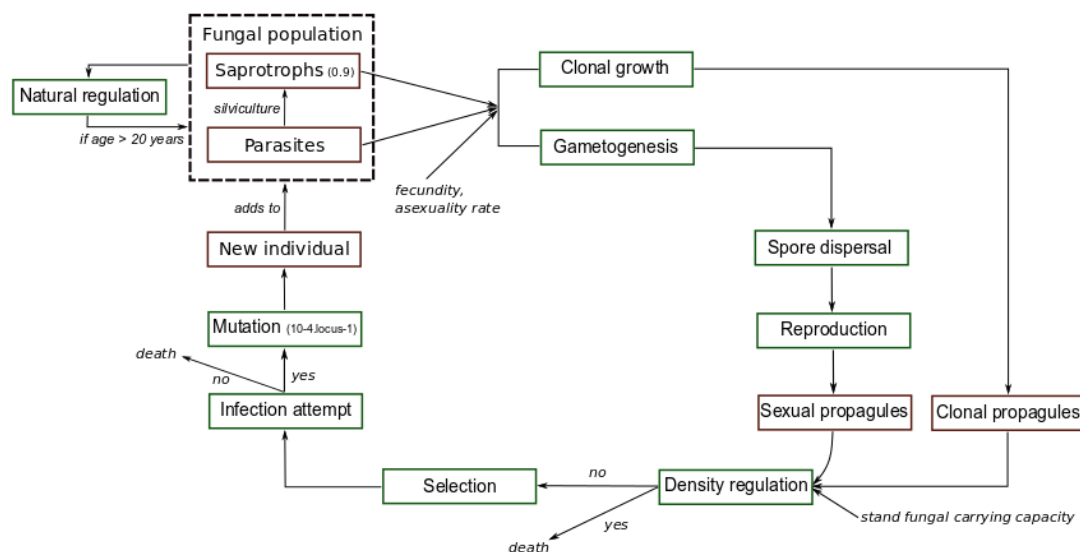 Fungal population
Saprotrophs (0.9)
Clonal growth
Natural regulation
silviculture
if age > 20 years
Parasites
Gametogenesis
fecundity,
asexuality rate
adds to
New individual
Spore dispersal
Mutation (10-4.locus-1)
Reproduction
death
no
yes
Infection attempt
Sexual propagules
Clonal propagules
Selection
no
Density regulation
yes
stand fungal carrying capacity
death